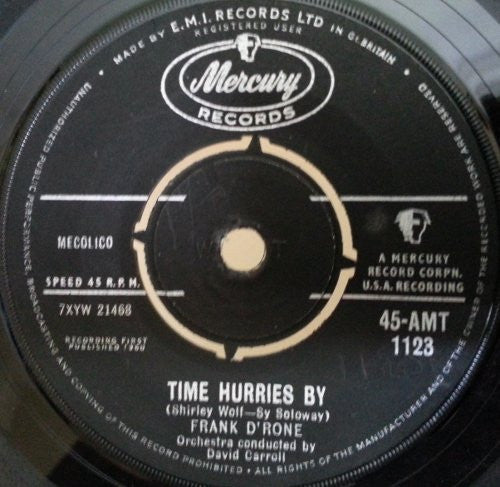 MADE BY E.M.I. RECORDS LTD IN GT. BRITAIN
REGISTERED USER
Mercury
RECORDS
MECOLICO
SPEED 45 R.P.M.
7XYW 21468
RECORDING FIRST
PUBLISHED 1960
A MERCURY
RECORD CORPN.
U.S.A. RECORDING
45-AMT
1123
TIME HURRIES BY
(Shirley Wolf—Sy Soloway)
FRANK D'RONE
Orchestra conducted by
David Carroll
ALL RIGHTS OF THE MANUFACTURER AND OF THE OWNER OF THE RECORDED WORK ARE RESERVED
UNAUTHORIZED PUBLIC PERFORMANCE, BROADCASTING AND COPYING OF THIS RECORD PROHIBITED